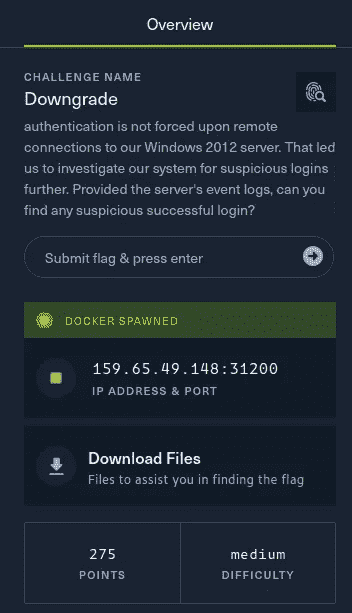 Overview
CHALLENGE NAME
Downgrade
authentication is not forced upon remote
connections to our Windows 2012 server. That led
us to investigate our system for suspicious logins
further. Provided the server's event logs, can you
find any suspicious successful login?
Submit flag & press enter
DOCKER SPAWNED
159.65.49.148:31200
IP ADDRESS & PORT
Download Files
Files to assist you in finding the flag
275
POINTS
medium
DIFFICULTY